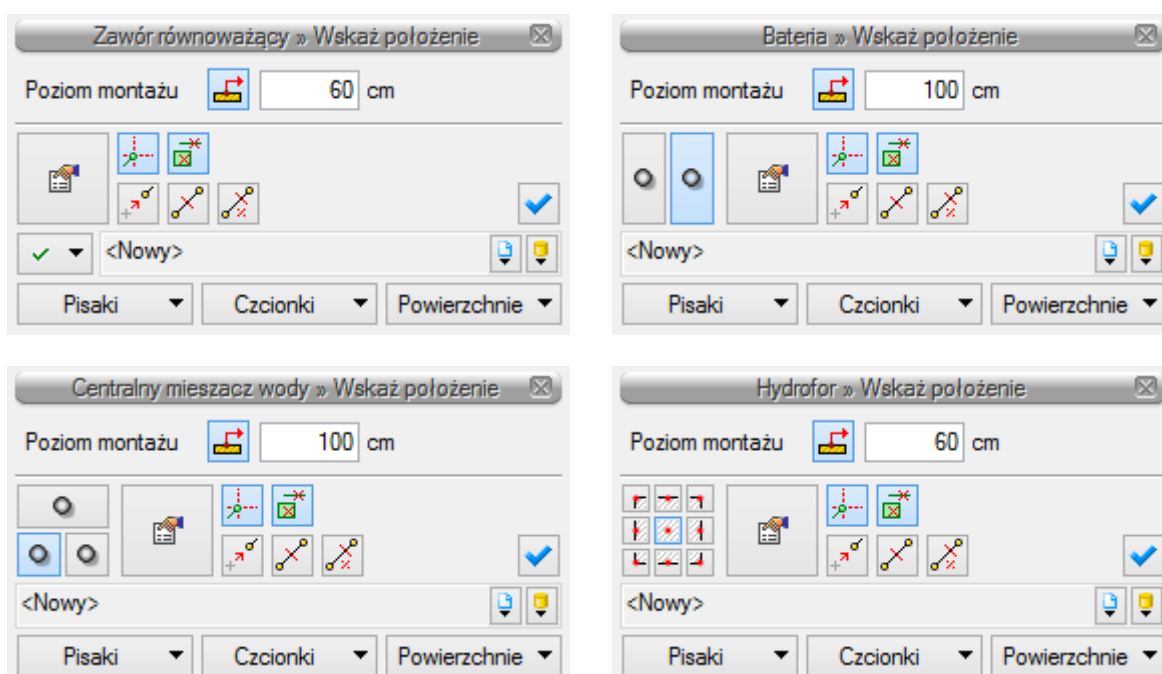 Zawór równoważący » Wskaż położenie
Poziom montażu 60 cm
<Nowy>
Pisaki Czcionki Powierzchnie
Bateria » Wskaż położenie
Poziom montażu 100 cm
<Nowy>
Pisaki Czcionki Powierzchnie
Centralny mieszacz wody » Wskaż położenie
Poziom montażu 100 cm
<Nowy>
Pisaki Czcionki Powierzchnie
Hydrofor » Wskaż położenie
Poziom montażu 60 cm
<Nowy>
Pisaki Czcionki Powierzchnie